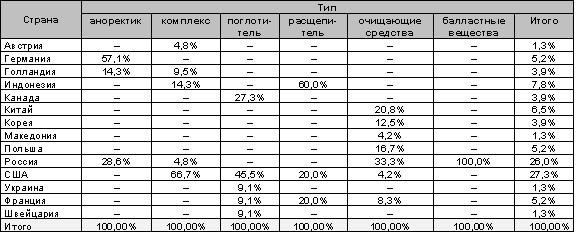 Страна Тип
аноректик комплекс поглоти- расщепи- очищающие балластные Итого
тель тель средства вещества
Австрия – 4,8% – – – – 1,3%
Германия 57,1% – – – – – 5,2%
Голландия 14,3% 9,5% – – – – 3,9%
Индонезия – 14,3% – 60,0% – – 7,8%
Канада – – 27,3% – – – 3,9%
Китай – – – – 20,8% – 6,5%
Корея – – – – 12,5% – 3,9%
Македония – – – – 4,2% – 1,3%
Польша – – – – 16,7% – 5,2%
Россия 28,6% 4,8% – – 33,3% 100,0% 26,0%
США – 66,7% 45,5% 20,0% 4,2% – 27,3%
Украина – – 9,1% – – – 1,3%
Франция – – 9,1% 20,0% 8,3% – 5,2%
Швейцария – – 9,1% – – – 1,3%
Итого 100,00% 100,00% 100,00% 100,00% 100,00% 100,00% 100,00%